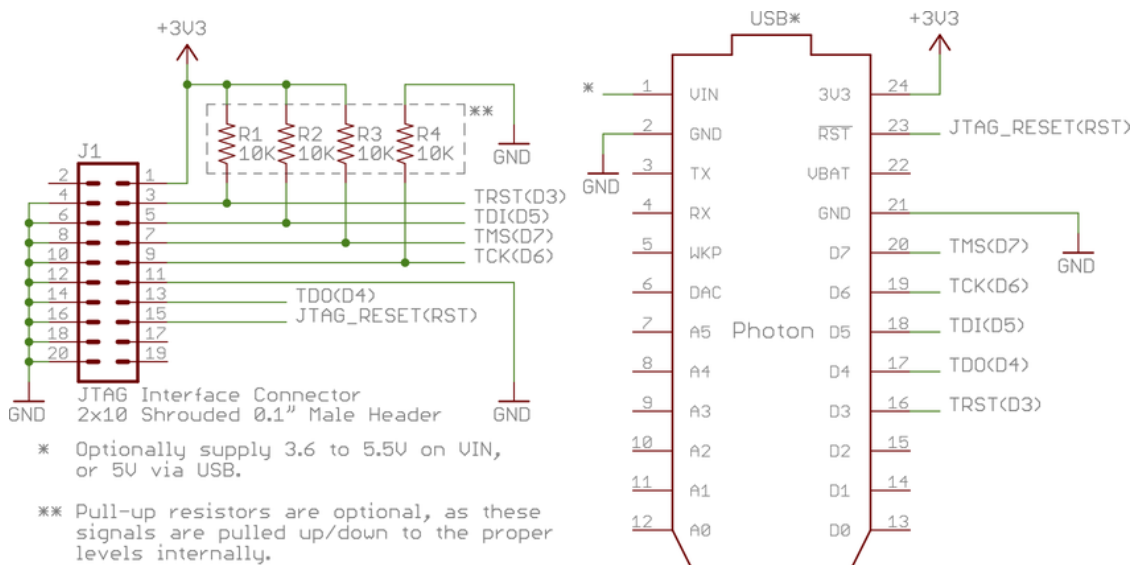 +3V3
R1
10K
R2
10K
R3
10K
R4
10K
**
GND
J1
2 1
4 3 TRST(D3)
6 5 TDI(D5)
8 7 TMS(D7)
10 9 TCK(D6)
12 11
14 13 TDO(D4)
16 15 JTAG_RESET(RST)
18 17
20 19
GND
JTAG Interface Connector
2x10 Shrouded 0.1" Male Header
GND
* Optionally supply 3.6 to 5.5V on VIN,
or 5V via USB.
** Pull-up resistors are optional, as these
signals are pulled up/down to the proper
levels internally.
USB*
+3V3
* 1 VIN 3V3 24
2 GND RST 23 JTAG_RESET(RST)
GND
3 TX VBAT 22
4 RX GND 21
GND
5 WKP D7 20 TMS(D7)
6 DAC D6 19 TCK(D6)
7 A5 Photon D5 18 TDI(D5)
8 A4 D4 17 TDO(D4)
9 A3 D3 16 TRST(D3)
10 A2 D2 15
11 A1 D1 14
12 A0 D0 13